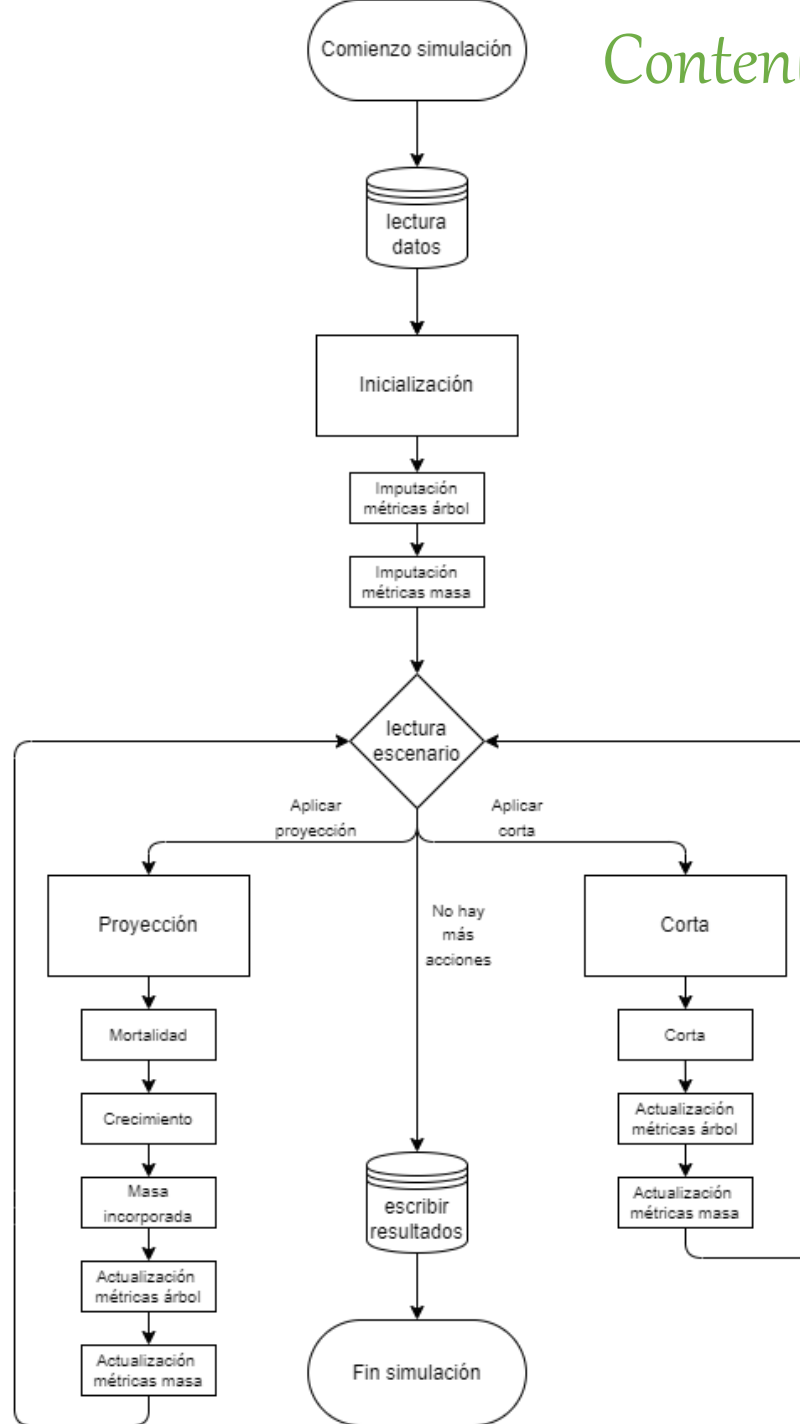 Comienzo simulación
Conten
lectura
datos
Inicialización
Imputación
métricas árbol
Imputación
métricas masa
lectura
escenario
Aplicar
proyección
Aplicar
corta
Proyección
No hay
más
acciones
Corta
Mortalidad
Crecimiento
Masa
incorporada
Actualización
métricas árbol
Actualización
métricas masa
Corta
Actualización
métricas árbol
Actualización
métricas masa
escribir
resultados
Fin simulación